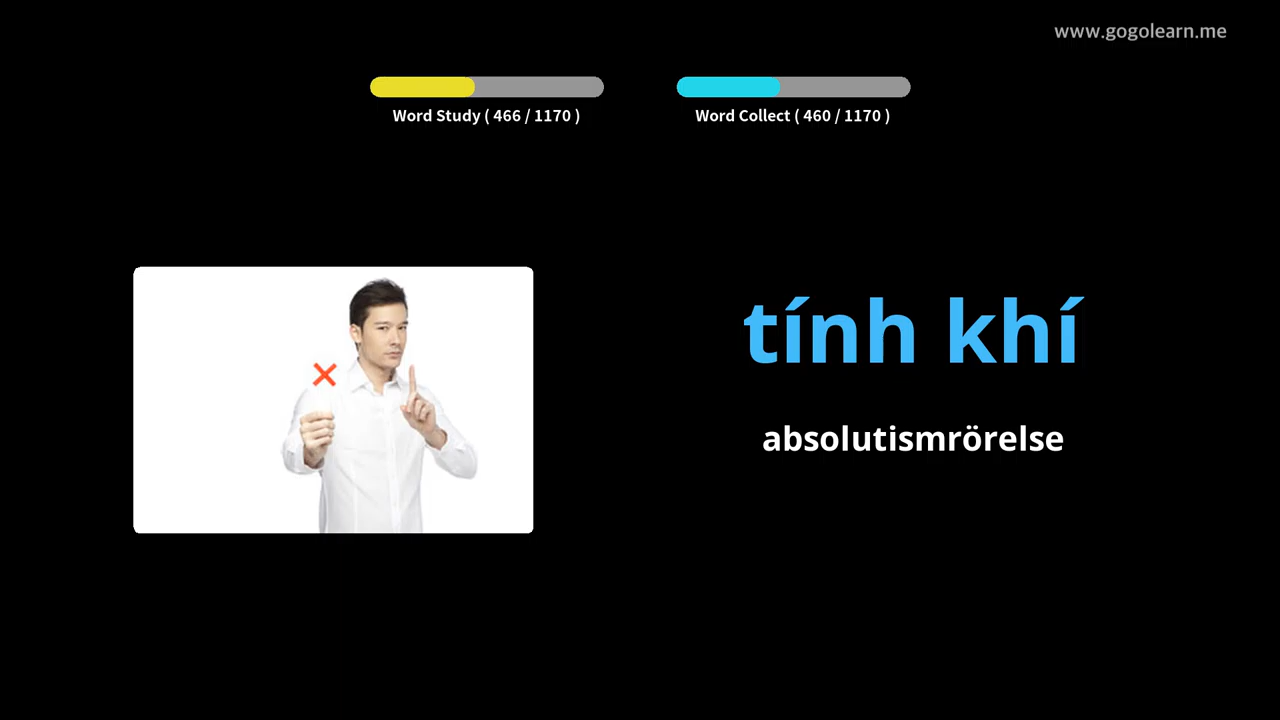 www.gogolearn.me
Word Study ( 466 / 1170 )
Word Collect ( 460 / 1170 )
tính khí
absolutismrörelse